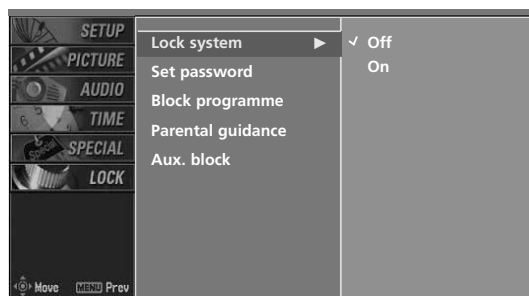 SETUP
PICTURE
AUDIO
TIME
SPECIAL
LOCK
Move MENU Prev
Lock system
Set password
Block programme
Parental guidance
Aux. block
Off
On